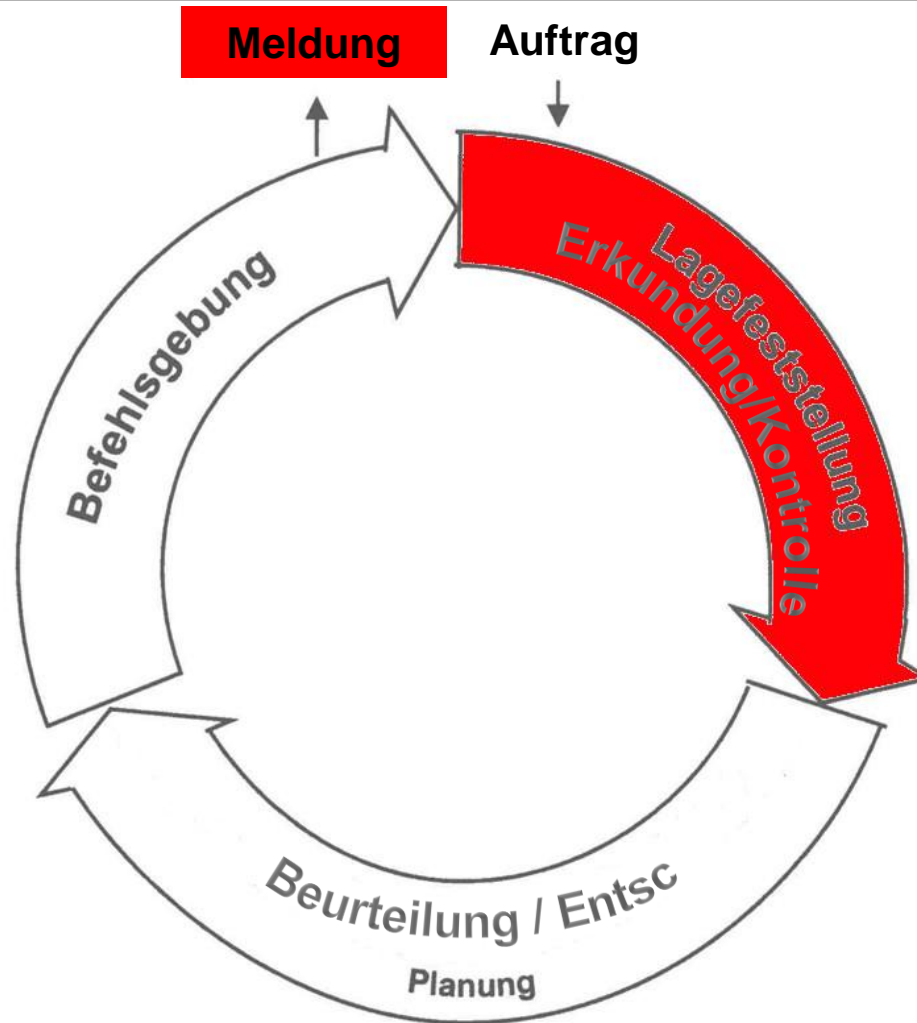 Meldung
Auftrag
Lagefeststellung
Erkundung/Kontrolle
Beurteilung / Entsc
Planung
Befehlsgebung